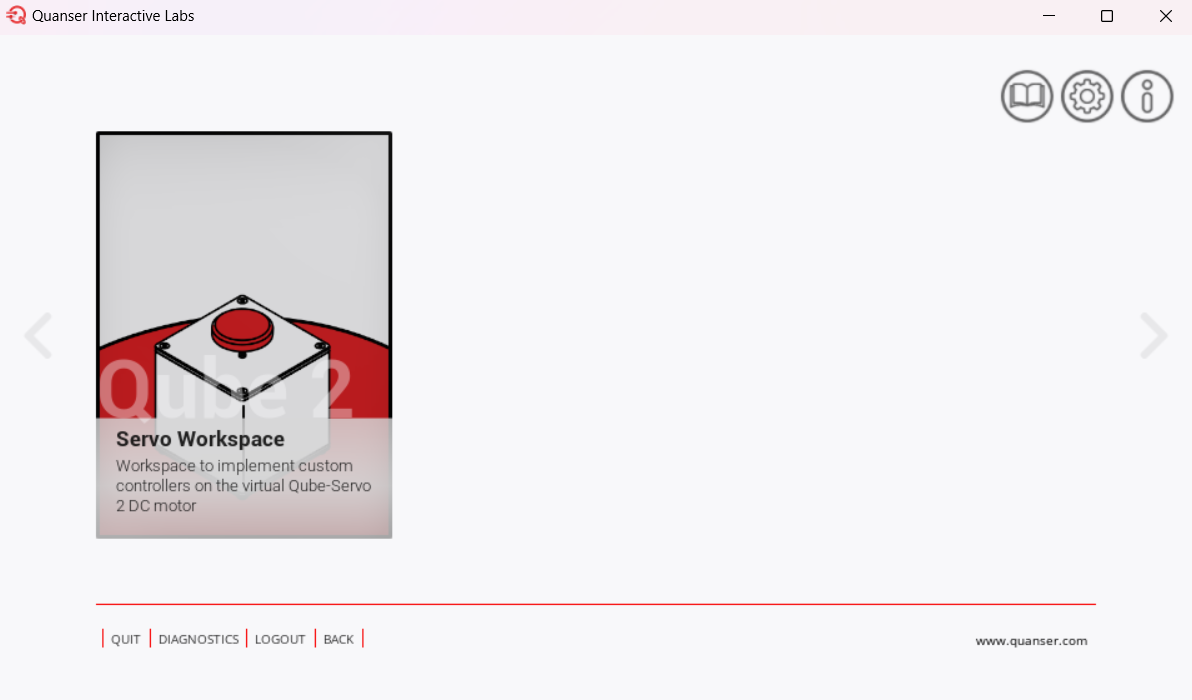 Quanser Interactive Labs
Qube 2
Servo Workspace
Workspace to implement custom
controllers on the virtual Qube-Servo
2 DC motor
QUIT
DIAGNOSTICS
LOGOUT
BACK
www.quanser.com